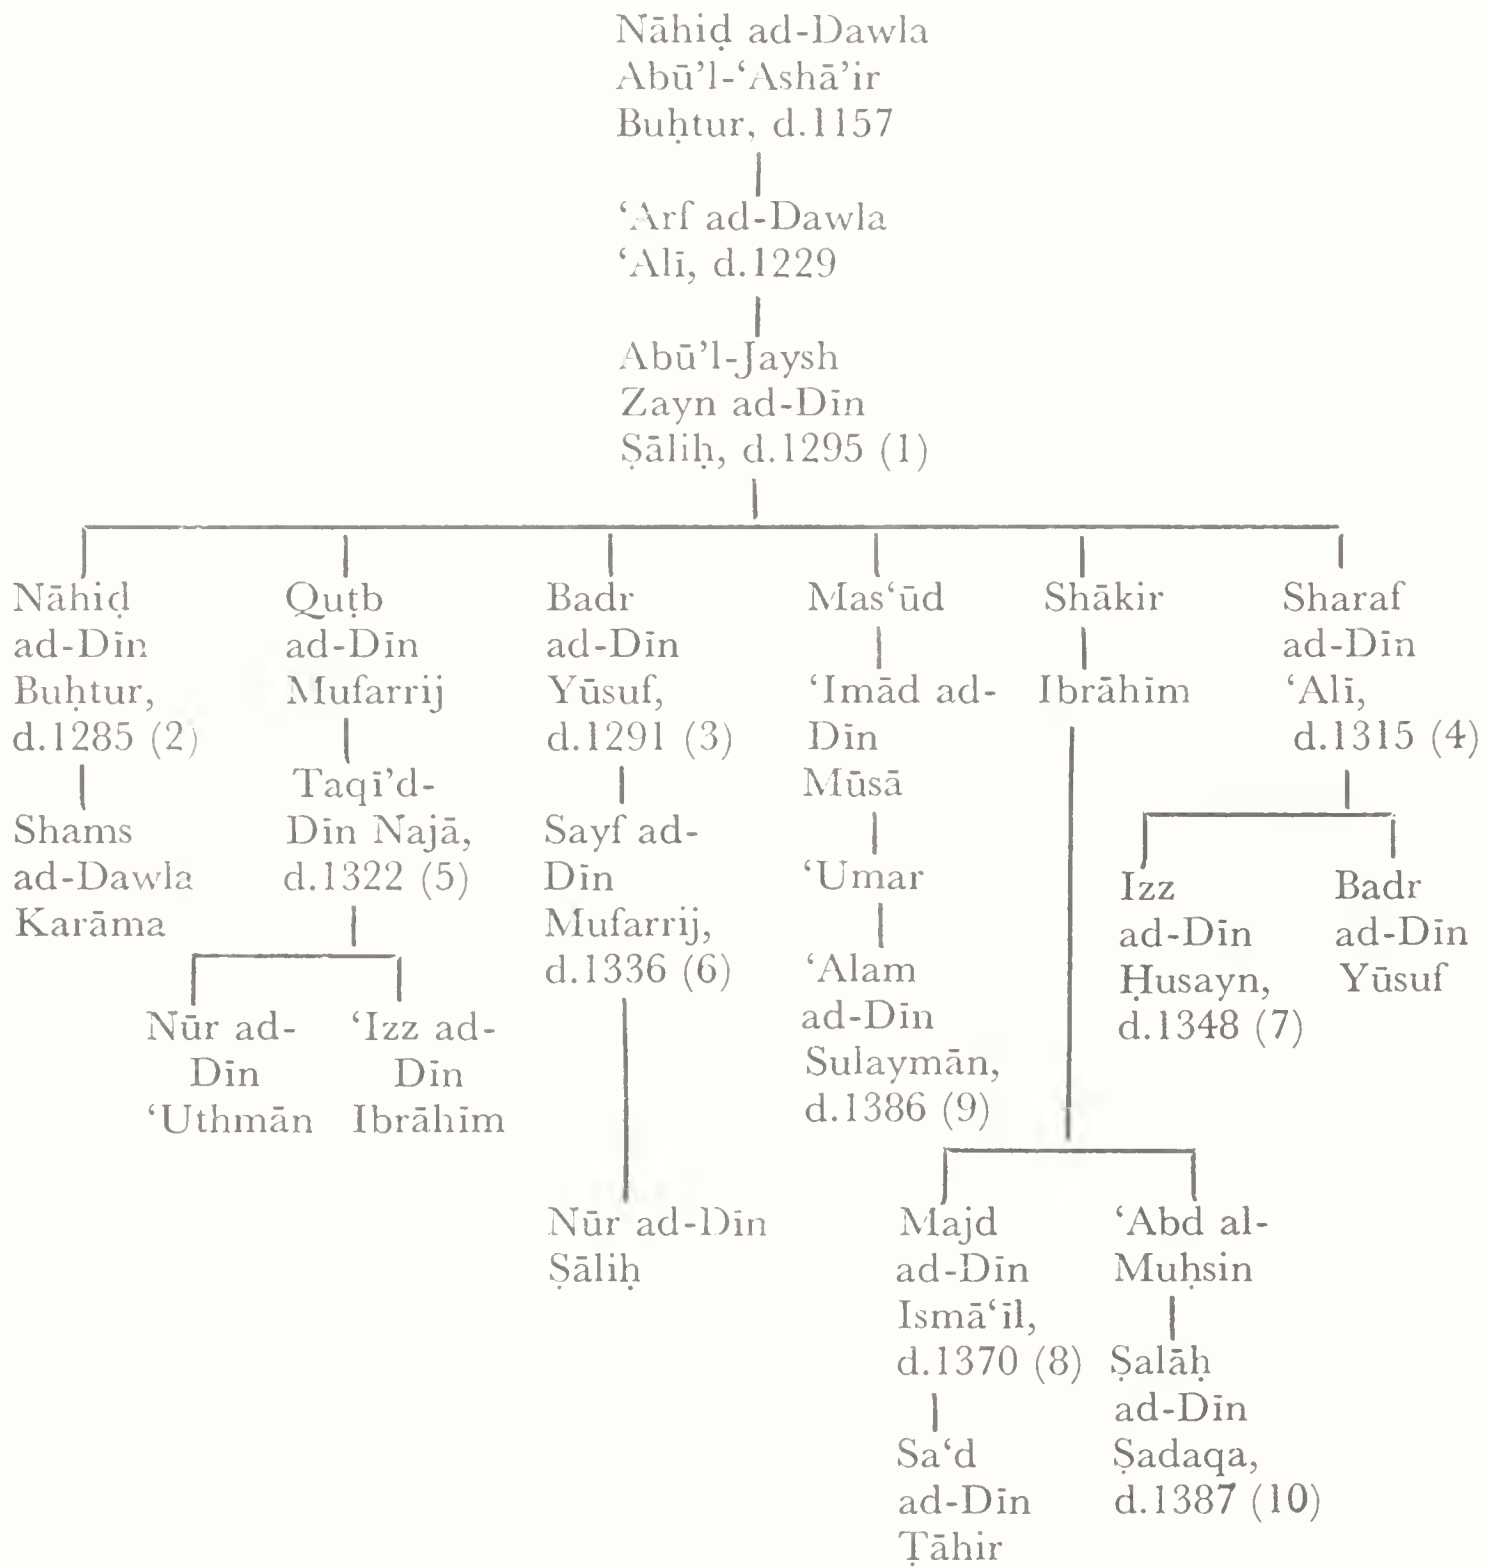 Nāhiḍ ad-Dawla
Abū’l-‘Ashā’ir
Buḥtur, d.1157
‘Arf ad-Dawla
‘Alī, d.1229
Abū’l-Jaysh
Zayn ad-Dīn
Ṣāliḥ, d.1295 (1)
Nāhiḍ
ad-Dīn
Buḥtur,
d.1285 (2)
Shams
ad-Dawla
Karāma
Quṭb
ad-Dīn
Mufarrij
Taqī’d-
Dīn Najā,
d.1322 (5)
Nūr ad-
Dīn
‘Uthmān
‘Izz ad-
Dīn
Ibrāhīm
Badr
ad-Dīn
Yūsuf,
d.1291 (3)
Sayf ad-
Dīn
Mufarrij,
d.1336 (6)
Nūr ad-Dīn
Ṣāliḥ
Mas‘ūd
‘Imād ad-
Dīn
Mūsā
‘Umar
‘Alam
ad-Dīn
Sulaymān,
d.1386 (9)
Shākir
Ibrāhīm
Majd
ad-Dīn
Ismā‘īl,
d.1370 (8)
Sa‘d
ad-Dīn
Ṭāhir
‘Abd al-
Muḥsin
Ṣalāḥ
ad-Dīn
Ṣadaqa,
d.1387 (10)
Sharaf
ad-Dīn
‘Alī,
d.1315 (4)
Izz
ad-Dīn
Ḥusayn,
d.1348 (7)
Badr
ad-Dīn
Yūsuf